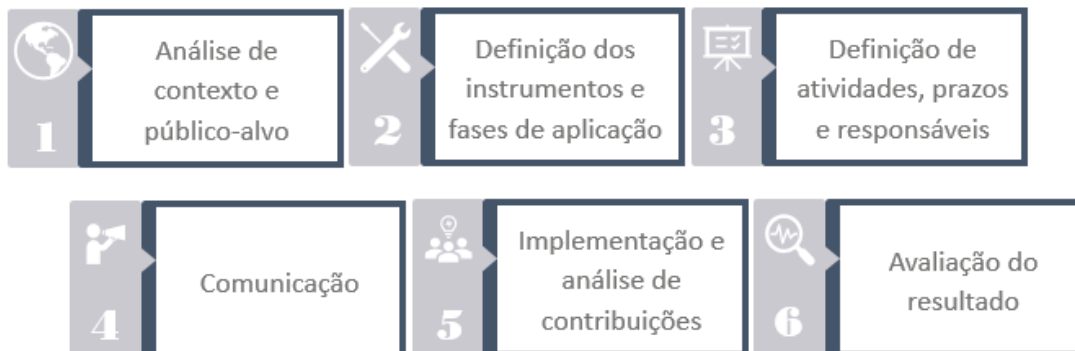 1
Análise de
contexto e
público-alvo
2
Definição dos
instrumentos e
fases de aplicação
3
Definição de
atividades, prazos
e responsáveis
4
Comunicação
5
Implementação e
análise de
contribuições
6
Avaliação do
resultado